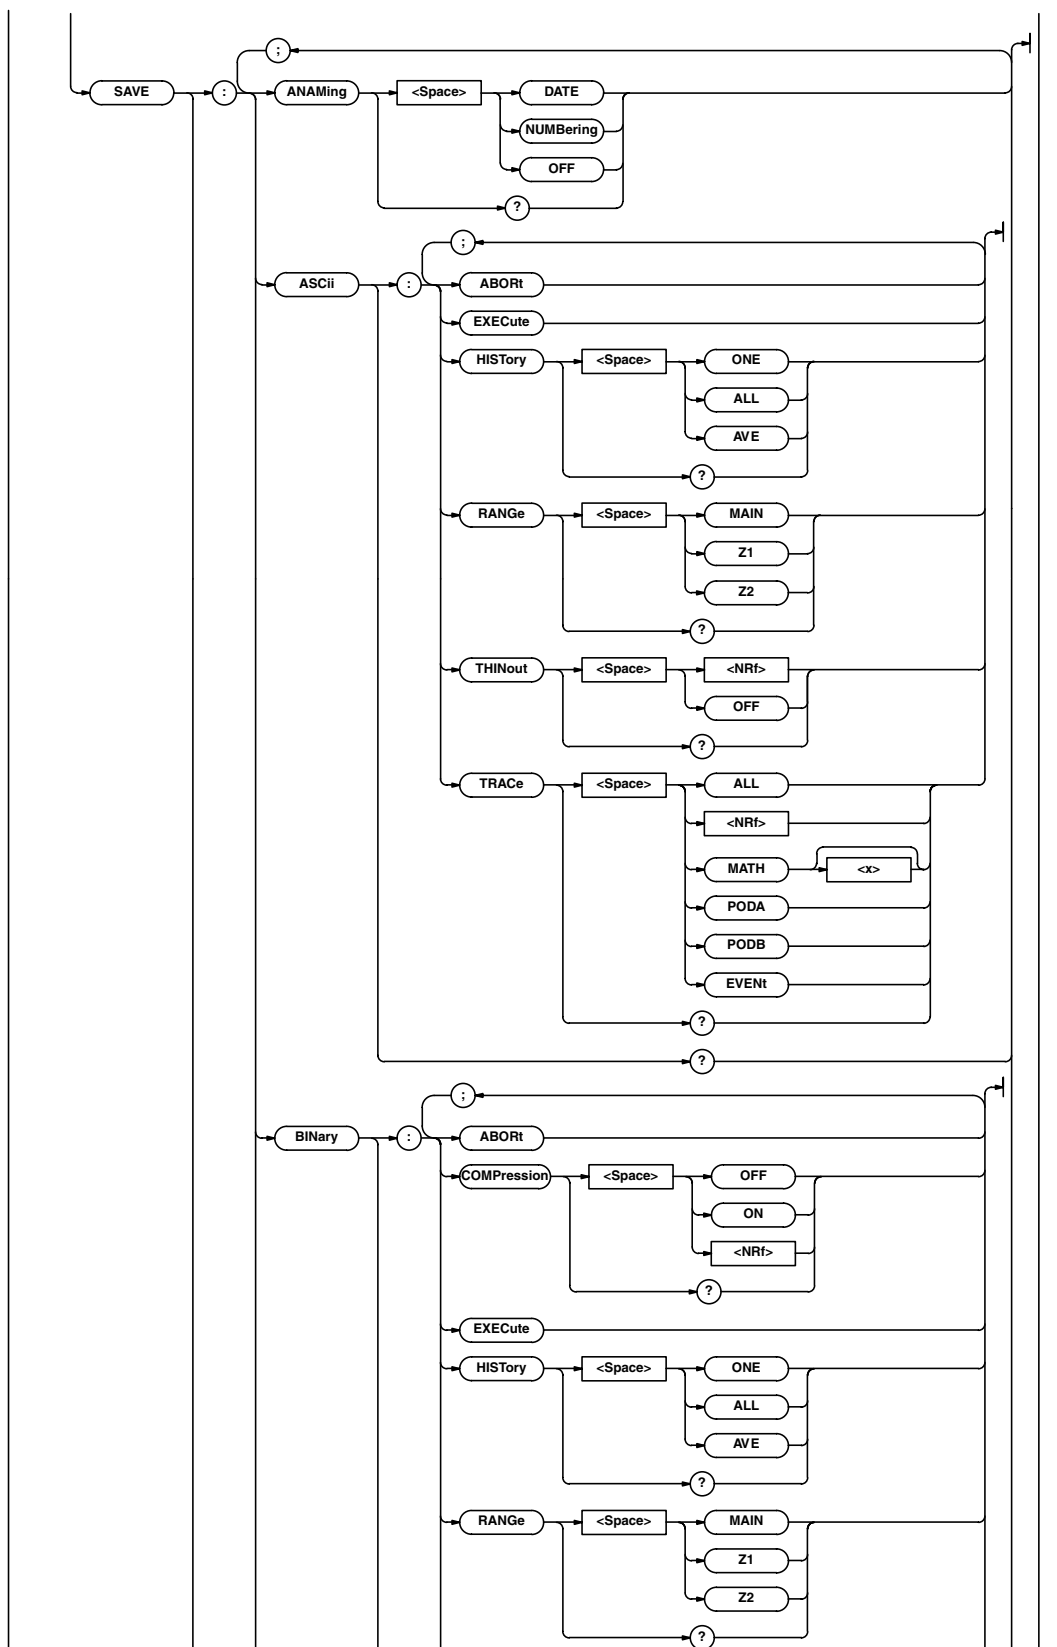 ;
SAVE : ANAMing <Space> DATE
NUMBering
OFF
?
;
ASCii : ABORt
EXECute
HISTory <Space> ONE
ALL
AVE
?
RANGe <Space> MAIN
Z1
Z2
?
THINout <Space> <NRf>
OFF
?
TRACe <Space> ALL
<NRf>
MATH <x>
PODA
PODB
EVENt
?
?
;
BINary : ABORt
COMPression <Space> OFF
ON
<NRf>
?
EXECute
HISTory <Space> ONE
ALL
AVE
?
RANGe <Space> MAIN
Z1
Z2
?